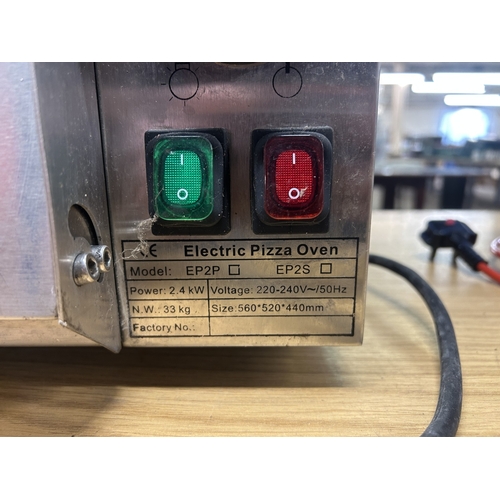 I I
O O
CE Electric Pizza Oven
Model: EP2P □ EP2S □
Power: 2.4 kW Voltage: 220-240V～/50Hz
N.W.: 33 kg Size: 560*520*440mm
Factory No.: